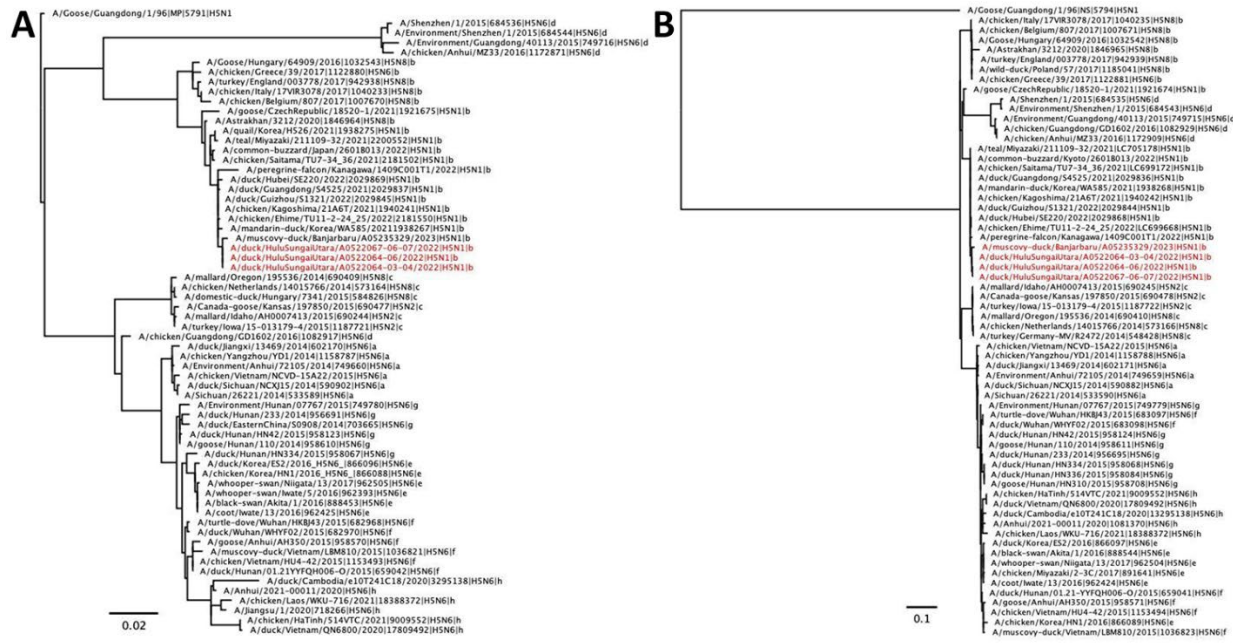 A
A/Goose/Guangdong/1/96|MP|5791|H5N1
A/Shenzhen/1/2015|684536|H5N6|d
A/Environment/Shenzhen/1/2015|684544|H5N6|d
A/Environment/Guangdong/40113/2015|749716|H5N6|d
A/chicken/Anhui/MZ33/2016|1172871|H5N6|d
A/Goose/Hungary/64909/2016|1032543|H5N8|b
A/chicken/Greece/39/2017|1122880|H5N6|b
A/turkey/England/003778/2017|942938|H5N8|b
A/chicken/Italy/17VIR3078/2017|1040233|H5N8|b
A/chicken/Belgium/807/2017|1007670|H5N8|b
A/goose/CzechRepublic/18520-1/2021|1921675|H5N1|b
A/Astrakhan/3212/2020|1846964|H5N8|b
A/quail/Korea/H526/2021|1938275|H5N1|b
A/teal/Miyazaki/211109-32/2021|2200552|H5N1|b
A/common-buzzard/Japan/2601B013/2022|H5N1|b
A/chicken/Saitama/TU7-34_36/2021|2181502|H5N1|b
A/peregrine-falcon/Kanagawa/1409C001T1/2022|H5N1|b
A/duck/Hubei/SE220/2022|2029869|H5N1|b
A/duck/Guangdong/S4525/2021|2029837|H5N1|b
A/duck/Guizhou/S1321/2022|2029845|H5N1|b
A/chicken/Kagoshima/21A6T/2021|1940241|H5N1|b
A/chicken/Ehime/TU11-2-24_25/2022|2181550|H5N1|b
A/mandarin-duck/Korea/WA585/20211938267|H5N1|b
A/muscovy-duck/Banjarbaru/A05235329/2023|H5N1|b
A/duck/HuluSungaiUtara/A0522067-06-07/2022|H5N1|b
A/duck/HuluSungaiUtara/A0522064-06/2022|H5N1|b
A/duck/HuluSungaiUtara/A0522064-03-04/2022|H5N1|b
A/mallard/Oregon/195536/2014|690409|H5N8|c
A/chicken/Netherlands/14015766/2014|573164|H5N8|c
A/domestic-duck/Hungary/7341/2015|584826|H5N8|c
A/Canada-goose/Kansas/197850/2015|690477|H5N2|c
A/mallard/Idaho/AH0007413/2015|690244|H5N2|c
A/turkey/Iowa/15-013179-4/2015|1187721|H5N2|c
A/chicken/Guangdong/GD1602/2016|1082917|H5N6|d
A/duck/Jiangxi/13469/2014|602170|H5N6|a
A/chicken/Yangzhou/YD1/2014|1158787|H5N6|a
A/Environment/Anhui/72105/2014|749660|H5N6|a
A/chicken/Vietnam/NCVD-15A22/2015|H5N6|a
A/duck/Sichuan/NCXJ15/2014|590902|H5N6|a
A/Sichuan/26221/2014|533589|H5N6|a
A/Environment/Hunan/07767/2015|749780|H5N6|g
A/duck/Hunan/233/2014|956691|H5N6|g
A/duck/EasternChina/S0908/2014|703665|H5N6|g
A/duck/Hunan/HN42/2015|958123|H5N6|g
A/goose/Hunan/110/2014|958610|H5N6|g
A/duck/Hunan/HN334/2015|958067|H5N6|g
A/duck/Korea/ES2/2016_H5N6_|866096|H5N6|e
A/chicken/Korea/HN1/2016_H5N6_|866088|H5N6|e
A/whooper-swan/Niigata/13/2017|962505|H5N6|e
A/whooper-swan/Iwate/5/2016|962393|H5N6|e
A/black-swan/Akita/1/2016|888453|H5N6|e
A/coot/Iwate/13/2016|962425|H5N6|e
A/turtle-dove/Wuhan/HKBJ43/2015|682968|H5N6|f
A/duck/Wuhan/WHYF02/2015|682970|H5N6|f
A/goose/Anhui/AH350/2015|958570|H5N6|f
A/muscovy-duck/Vietnam/LBM810/2015|1036821|H5N6|f
A/chicken/Vietnam/HU4-42/2015|1153493|H5N6|f
A/duck/Hunan/01.21YYFQH006-O/2015|659042|H5N6|f
A/duck/Cambodia/e10T241C18/2020|3295138|H5N6|h
A/Anhui/2021-00011/2020|H5N6|h
A/chicken/Laos/WKU-716/2021|18388372|H5N6|h
A/Jiangsu/1/2020|718266|H5N6|h
A/chicken/HaTinh/514VTC/2021|9009552|H5N6|h
A/duck/Vietnam/QN6800/2020|17809492|H5N6|h
0.02
B
A/Goose/Guangdong/1/96|NS|5794|H5N1
A/chicken/Italy/17VIR3078/2017|1040235|H5N8|b
A/chicken/Belgium/807/2017|1007671|H5N8|b
A/Goose/Hungary/64909/2016|1032542|H5N8|b
A/Astrakhan/3212/2020|1846965|H5N8|b
A/turkey/England/003778/2017|942939|H5N8|b
A/wild-duck/Poland/57/2017|1185041|H5N8|b
A/chicken/Greece/39/2017|1122881|H5N6|b
A/goose/CzechRepublic/18520-1/2021|1921674|H5N1|b
A/Shenzhen/1/2015|684535|H5N6|d
A/Environment/Shenzhen/1/2015|684543|H5N6|d
A/Environment/Guangdong/40113/2015|749715|H5N6|d
A/chicken/Guangdong/GD1602/2016|1082929|H5N6|d
A/chicken/Anhui/MZ33/2016|1172909|H5N6|d
A/teal/Miyazaki/211109-32/2021|LC705178|H5N1|b
A/common-buzzard/Kyoto/2601B013/2022|H5N1|b
A/chicken/Saitama/TU7-34_36/2021|LC699172|H5N1|b
A/duck/Guangdong/S4525/2021|2029836|H5N1|b
A/mandarin-duck/Korea/WA585/2021|1938268|H5N1|b
A/chicken/Kagoshima/21A6T/2021|1940242|H5N1|b
A/duck/Guizhou/S1321/2022|2029844|H5N1|b
A/duck/Hubei/SE220/2022|2029868|H5N1|b
A/chicken/Ehime/TU11-2-24_25/2022|LC699668|H5N1|b
A/peregrine-falcon/Kanagawa/1409C001T1/2022|H5N1|b
A/muscovy-duck/Banjarbaru/A05235329/2023|H5N1|b
A/duck/HuluSungaiUtara/A0522064-03-04/2022|H5N1|b
A/duck/HuluSungaiUtara/A0522064-06/2022|H5N1|b
A/duck/HuluSungaiUtara/A0522067-06-07/2022|H5N1|b
A/mallard/Idaho/AH0007413/2015|690245|H5N2|c
A/Canada-goose/Kansas/197850/2015|690478|H5N2|c
A/turkey/Iowa/15-013179-4/2015|1187722|H5N2|c
A/mallard/Oregon/195536/2014|690410|H5N8|c
A/chicken/Netherlands/14015766/2014|573166|H5N8|c
A/turkey/Germany-MV/R2472/2014|548428|H5N8|c
A/chicken/Vietnam/NCVD-15A22/2015|H5N6|a
A/chicken/Yangzhou/YD1/2014|1158788|H5N6|a
A/duck/Jiangxi/13469/2014|602171|H5N6|a
A/Environment/Anhui/72105/2014|749659|H5N6|a
A/duck/Sichuan/NCXJ15/2014|590882|H5N6|a
A/Sichuan/26221/2014|533590|H5N6|a
A/Environment/Hunan/07767/2015|749779|H5N6|g
A/turtle-dove/Wuhan/HKBJ43/2015|683097|H5N6|f
A/duck/Wuhan/WHYF02/2015|683098|H5N6|f
A/duck/Hunan/HN42/2015|958124|H5N6|g
A/goose/Hunan/110/2014|958611|H5N6|g
A/duck/Hunan/233/2014|956695|H5N6|g
A/duck/Hunan/HN334/2015|958068|H5N6|g
A/duck/Hunan/HN336/2015|958084|H5N6|g
A/goose/Hunan/HN310/2015|958708|H5N6|g
A/chicken/HaTinh/514VTC/2021|9009552|H5N6|h
A/duck/Vietnam/QN6800/2020|17809492|H5N6|h
A/duck/Cambodia/e10T241C18/2020|13295138|H5N6|h
A/Anhui/2021-00011/2020|1081370|H5N6|h
A/chicken/Laos/WKU-716/2021|18388372|H5N6|h
A/duck/Korea/ES2/2016|866097|H5N6|e
A/black-swan/Akita/1/2016|888544|H5N6|e
A/whooper-swan/Niigata/13/2017|962504|H5N6|e
A/chicken/Miyazaki/2-3C/2017|891641|H5N6|e
A/coot/Iwate/13/2016|962424|H5N6|e
A/duck/Hunan/01.21YYFQH006-O/2015|659041|H5N6|f
A/goose/Anhui/AH350/2015|958571|H5N6|f
A/chicken/Vietnam/HU4-42/2015|1153494|H5N6|f
A/chicken/Korea/HN1/2016|866089|H5N6|e
A/muscovy-duck/Vietnam/LBM810/2015|1036823|H5N6|f
0.1